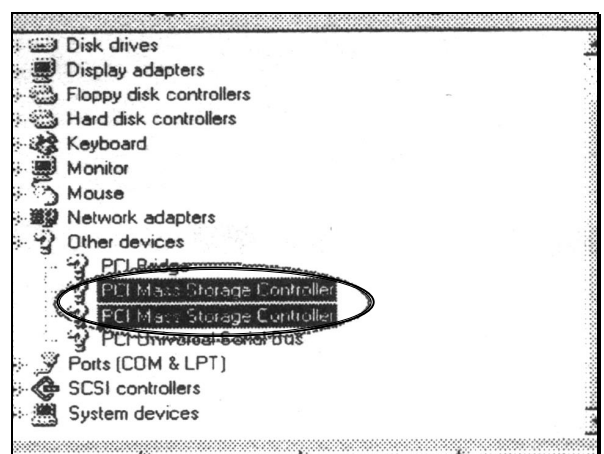 Disk drives
Display adapters
Floppy disk controllers
Hard disk controllers
Keyboard
Monitor
Mouse
Network adapters
Other devices
PCI Bridge
PCI Mass Storage Controller
PCI Mass Storage Controller
PCI Universal Serial Bus
Ports (COM & LPT)
SCSI controllers
System devices